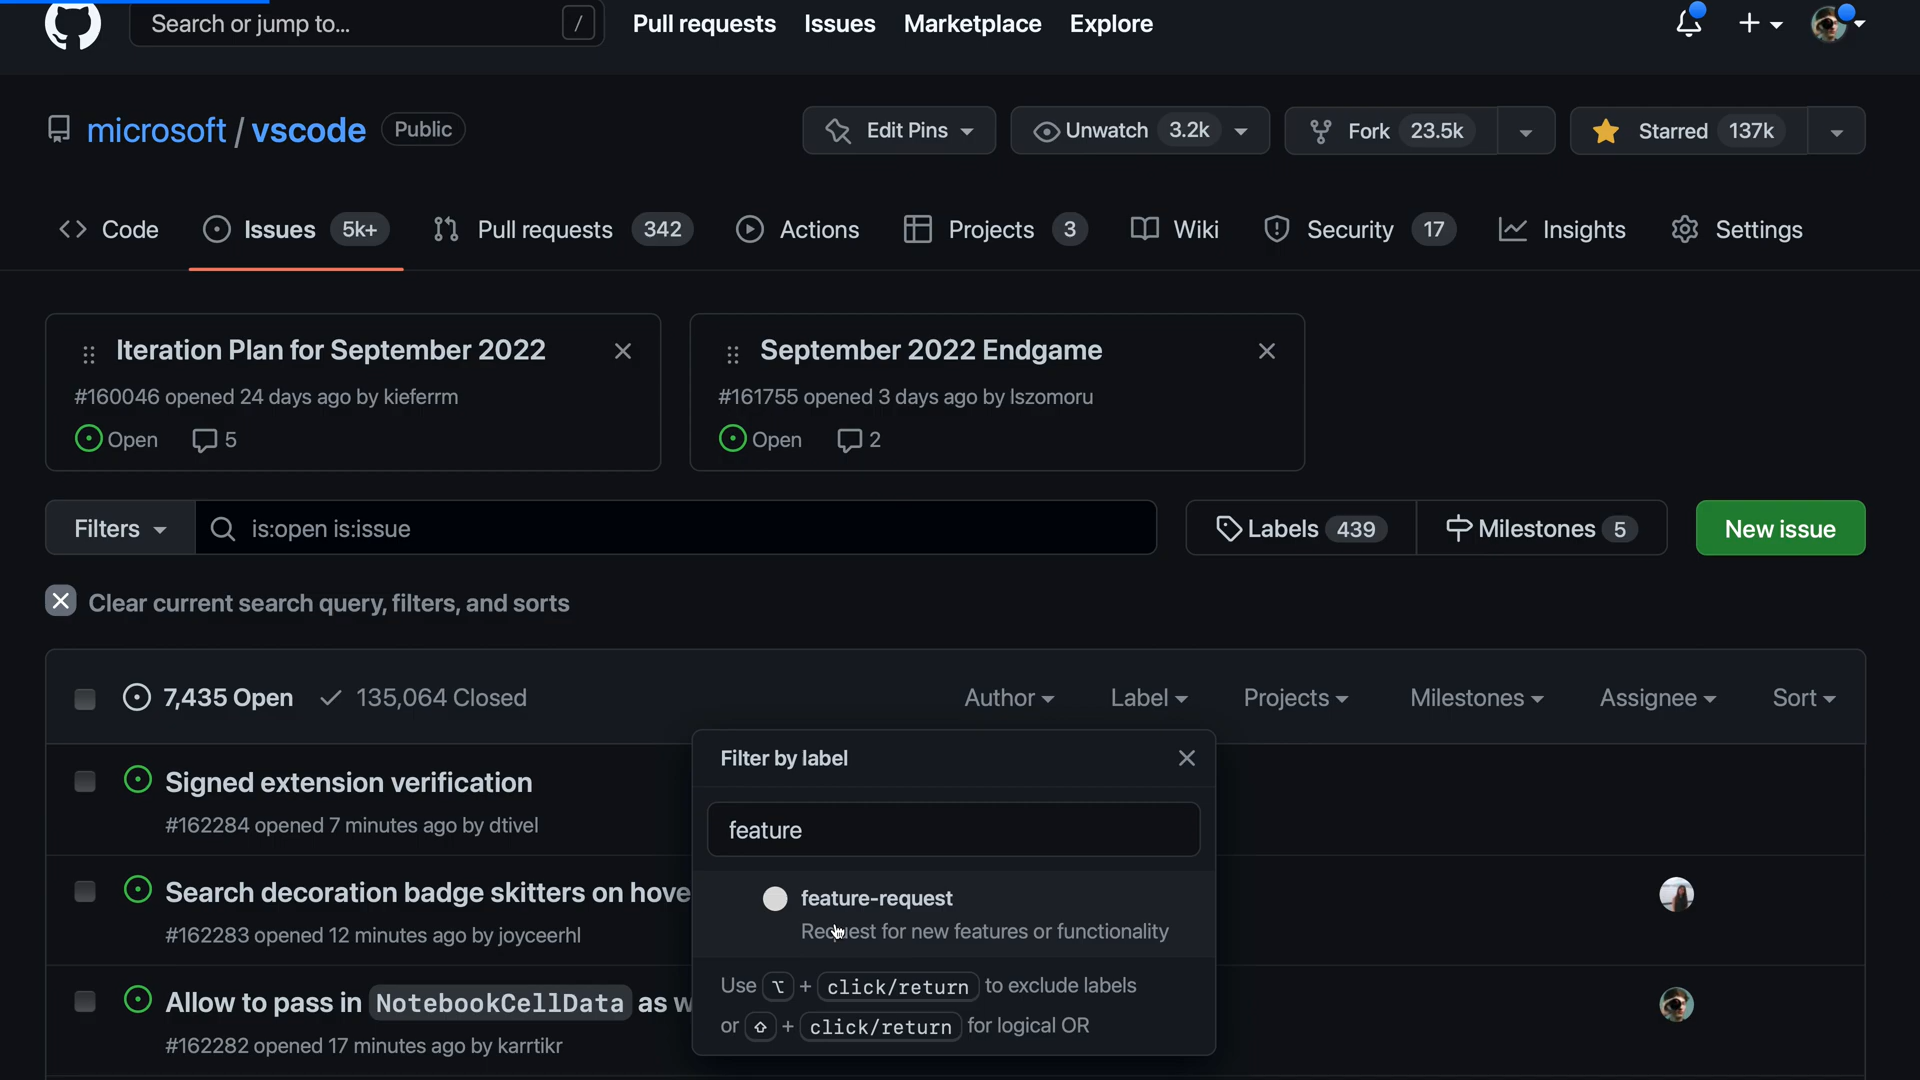 Search or jump to... /
Pull requests Issues Marketplace Explore
microsoft / vscode Public
Edit Pins Unwatch 3.2k Fork 23.5k Starred 137k
Code Issues 5k+ Pull requests 342 Actions Projects 3 Wiki Security 17 Insights Settings
Iteration Plan for September 2022
#160046 opened 24 days ago by kieferrm
Open 5
September 2022 Endgame
#161755 opened 3 days ago by lszomoru
Open 2
Filters is:open is:issue
Labels 439 Milestones 5 New issue
Clear current search query, filters, and sorts
7,435 Open 135,064 Closed
Author Label Projects Milestones Assignee Sort
Signed extension verification
#162284 opened 7 minutes ago by dtivel
Search decoration badge skitters on hove
#162283 opened 12 minutes ago by joyceerhl
Allow to pass in NotebookCellData as w
#162282 opened 17 minutes ago by karrtikr
Filter by label
feature
feature-request
Request for new features or functionality
Use ⌥ + click/return to exclude labels
or ⇧ + click/return for logical OR